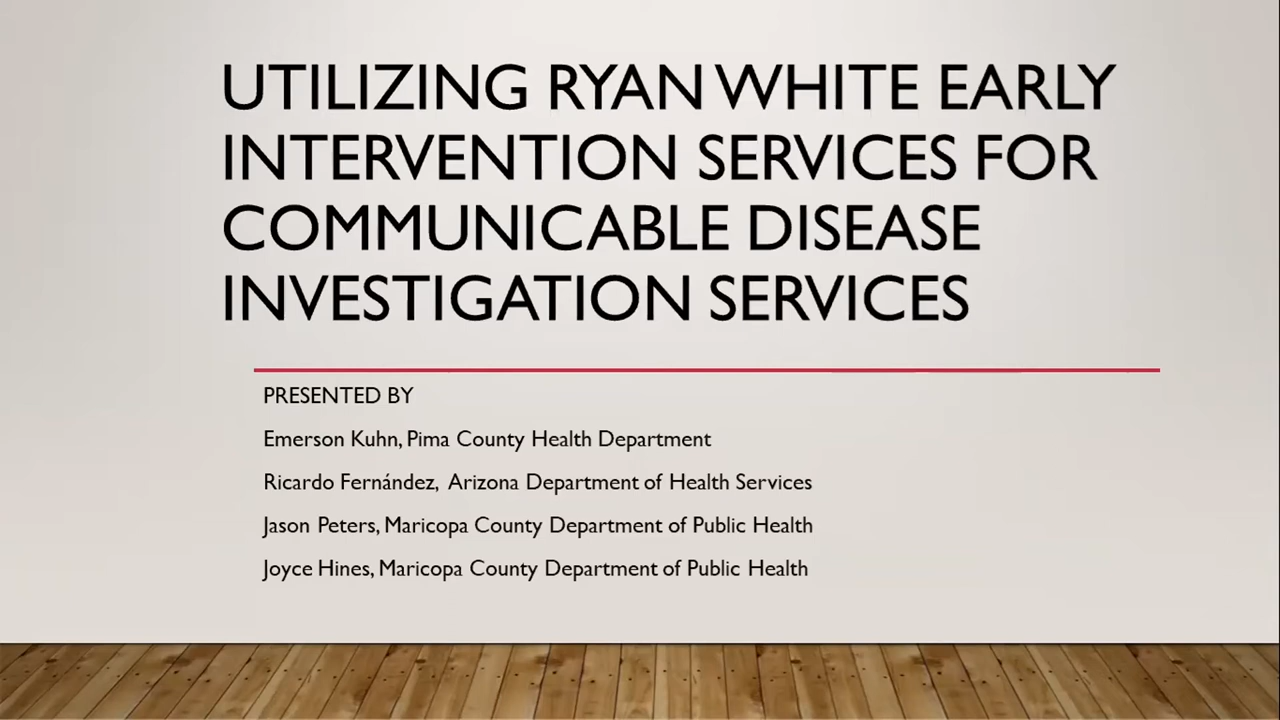 UTILIZING RYAN WHITE EARLY
INTERVENTION SERVICES FOR
COMMUNICABLE DISEASE
INVESTIGATION SERVICES
PRESENTED BY
Emerson Kuhn, Pima County Health Department
Ricardo Fernández, Arizona Department of Health Services
Jason Peters, Maricopa County Department of Public Health
Joyce Hines, Maricopa County Department of Public Health